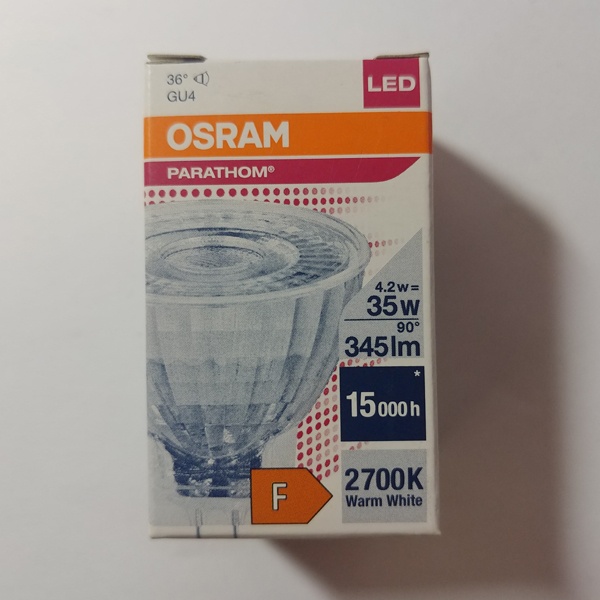 36°
GU4
LED
OSRAM
PARATHOM®
4.2w=
35w
90°
345lm
*
15000h
F
2700K
Warm White